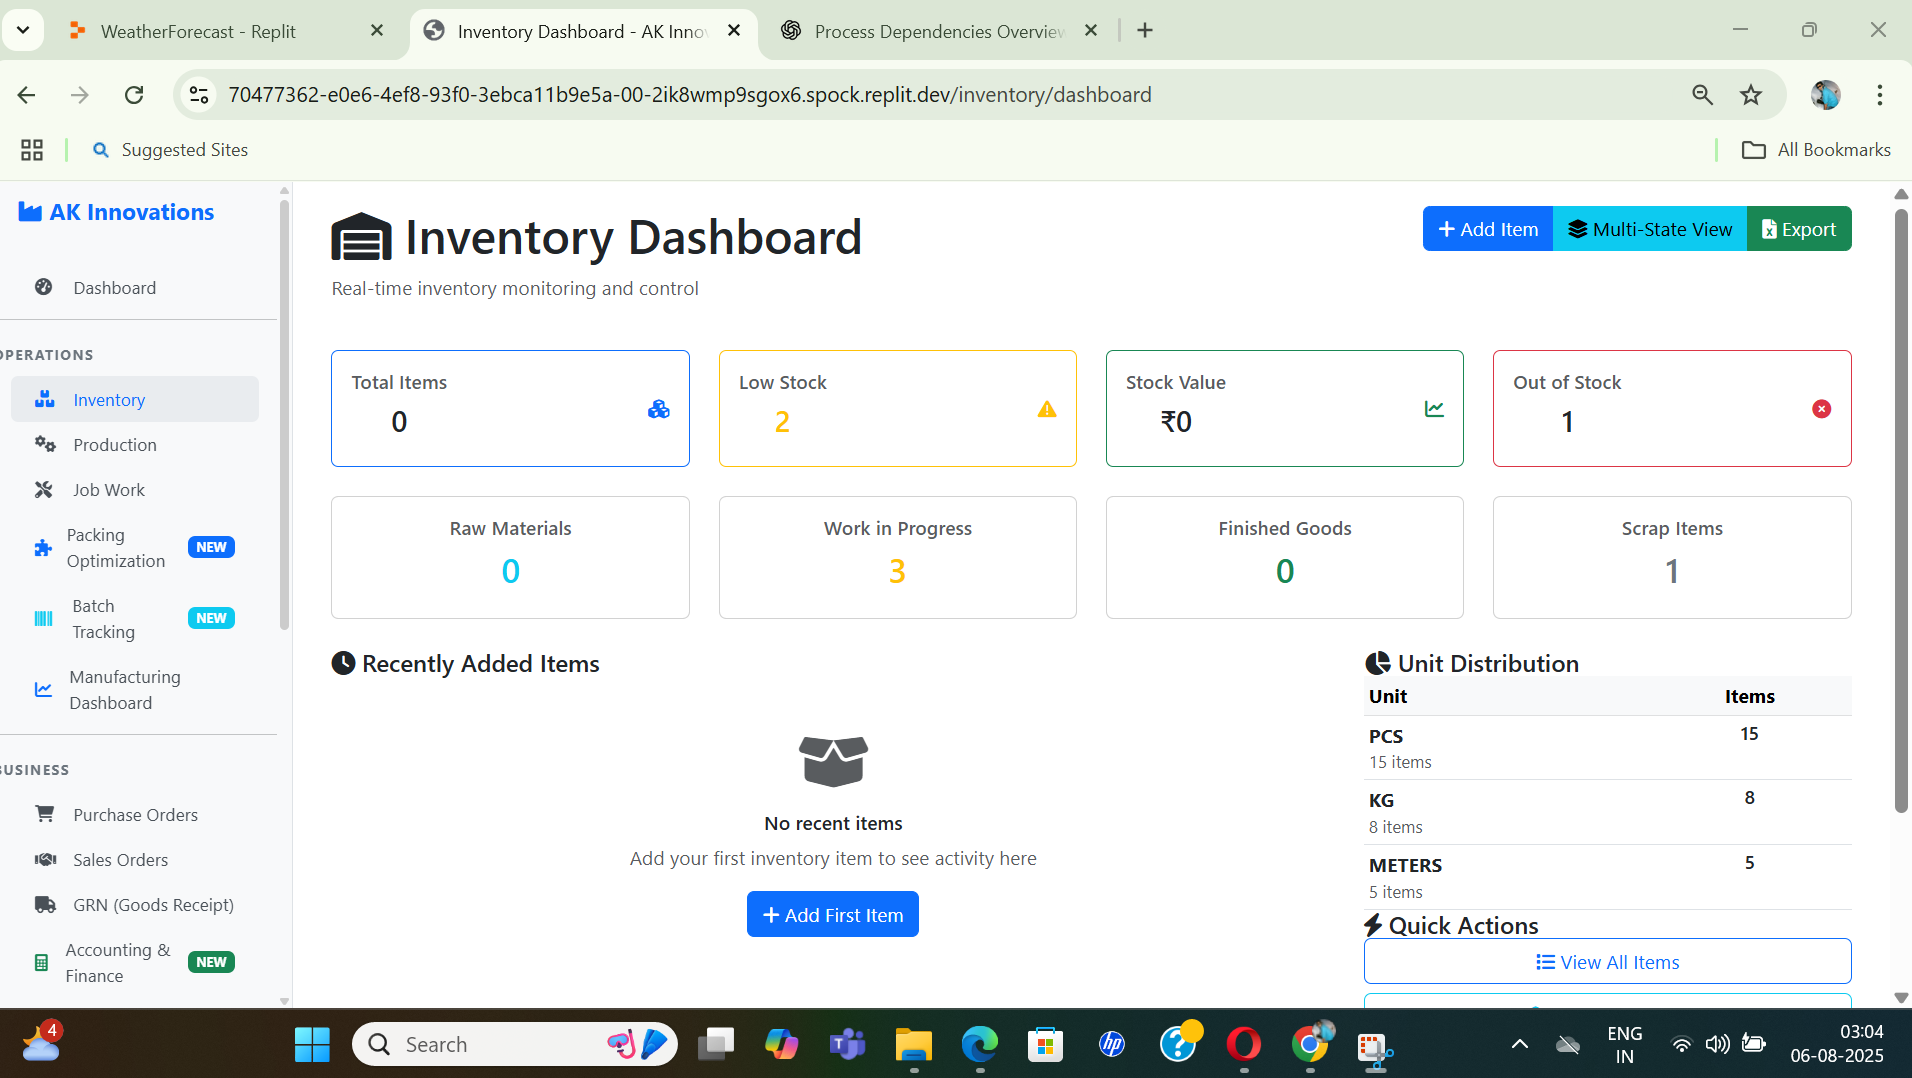 WeatherForecast - Replit
Inventory Dashboard - AK Inno
Process Dependencies Overview
70477362-e0e6-4ef8-93f0-3ebca11b9e5a-00-2ik8wmp9sgox6.spock.replit.dev/inventory/dashboard
Suggested Sites
All Bookmarks
AK Innovations
Dashboard
OPERATIONS
Inventory
Production
Job Work
Packing
Optimization
NEW
Batch
Tracking
NEW
Manufacturing
Dashboard
BUSINESS
Purchase Orders
Sales Orders
GRN (Goods Receipt)
Accounting &
Finance
NEW
Inventory Dashboard
Real-time inventory monitoring and control
Add Item
Multi-State View
Export
Total Items
0
Low Stock
2
Stock Value
₹0
Out of Stock
1
Raw Materials
0
Work in Progress
3
Finished Goods
0
Scrap Items
1
Recently Added Items
No recent items
Add your first inventory item to see activity here
Add First Item
Unit Distribution
Unit Items
PCS 15
15 items
KG 8
8 items
METERS 5
5 items
Quick Actions
View All Items
4
Search
hp
ENG
IN
03:04
06-08-2025